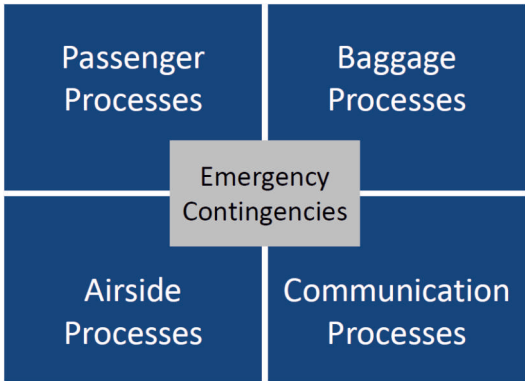 Passenger
Processes
Baggage
Processes
Emergency
Contingencies
Airside
Processes
Communication
Processes